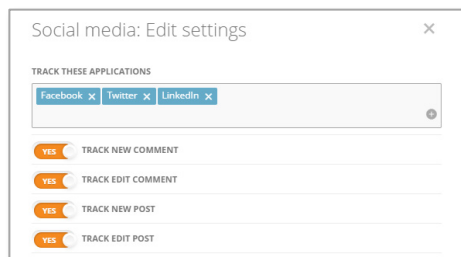 Social media: Edit settings ×
TRACK THESE APPLICATIONS
Facebook × Twitter × LinkedIn ×
YES TRACK NEW COMMENT
YES TRACK EDIT COMMENT
YES TRACK NEW POST
YES TRACK EDIT POST